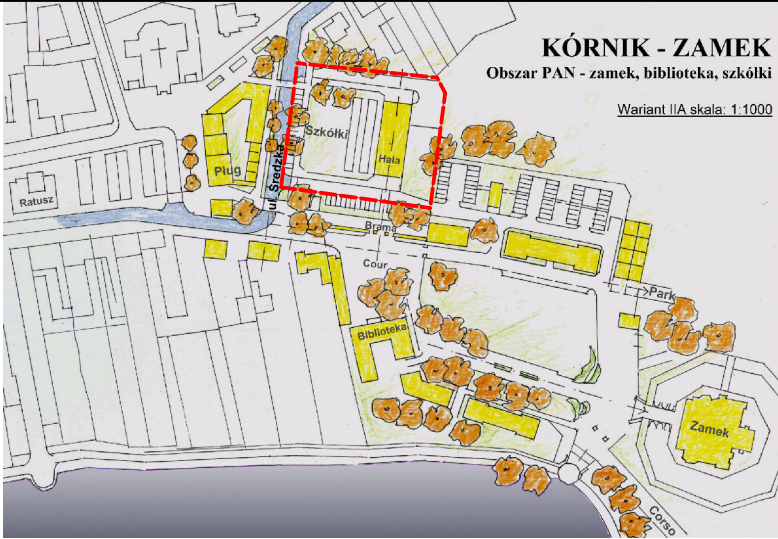 KÓRNIK - ZAMEK
Obszar PAN - zamek, biblioteka, szkółki
Wariant IIA skala: 1:1000
Szkółki
Hala
Pług
ul. Średzka
Ratusz
Brama
Cour
Park
Biblioteka
Zamek
Corso